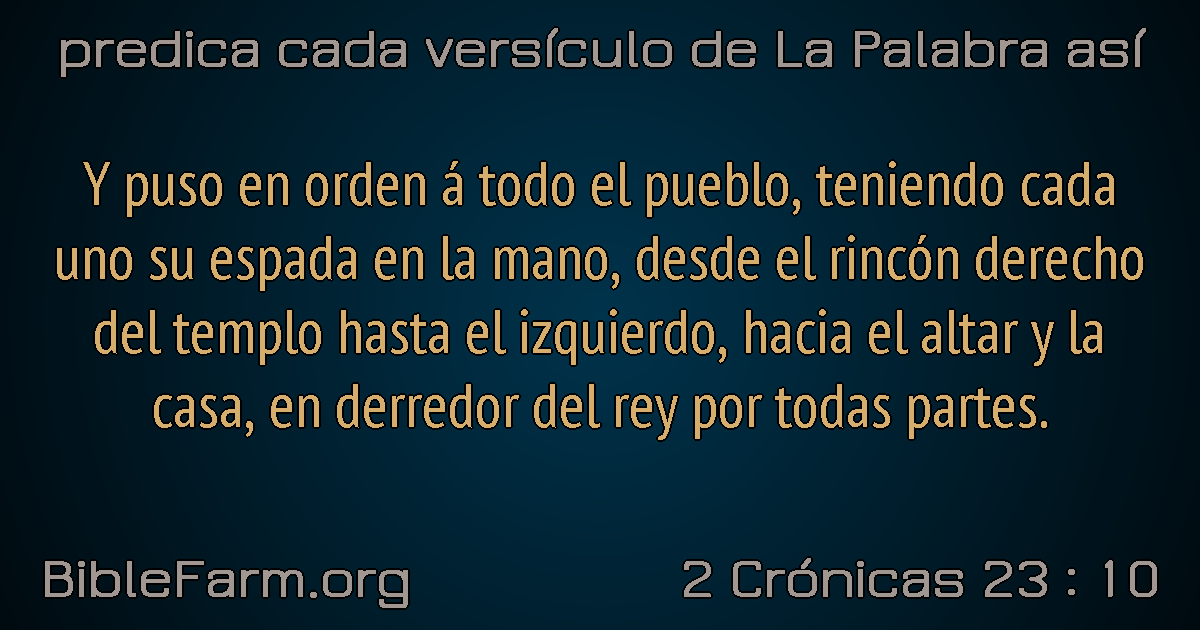 predica cada versículo de La Palabra así
Y puso en orden á todo el pueblo, teniendo cada
uno su espada en la mano, desde el rincón derecho
del templo hasta el izquierdo, hacia el altar y la
casa, en derredor del rey por todas partes.
BibleFarm.org 2 Crónicas 23 : 10